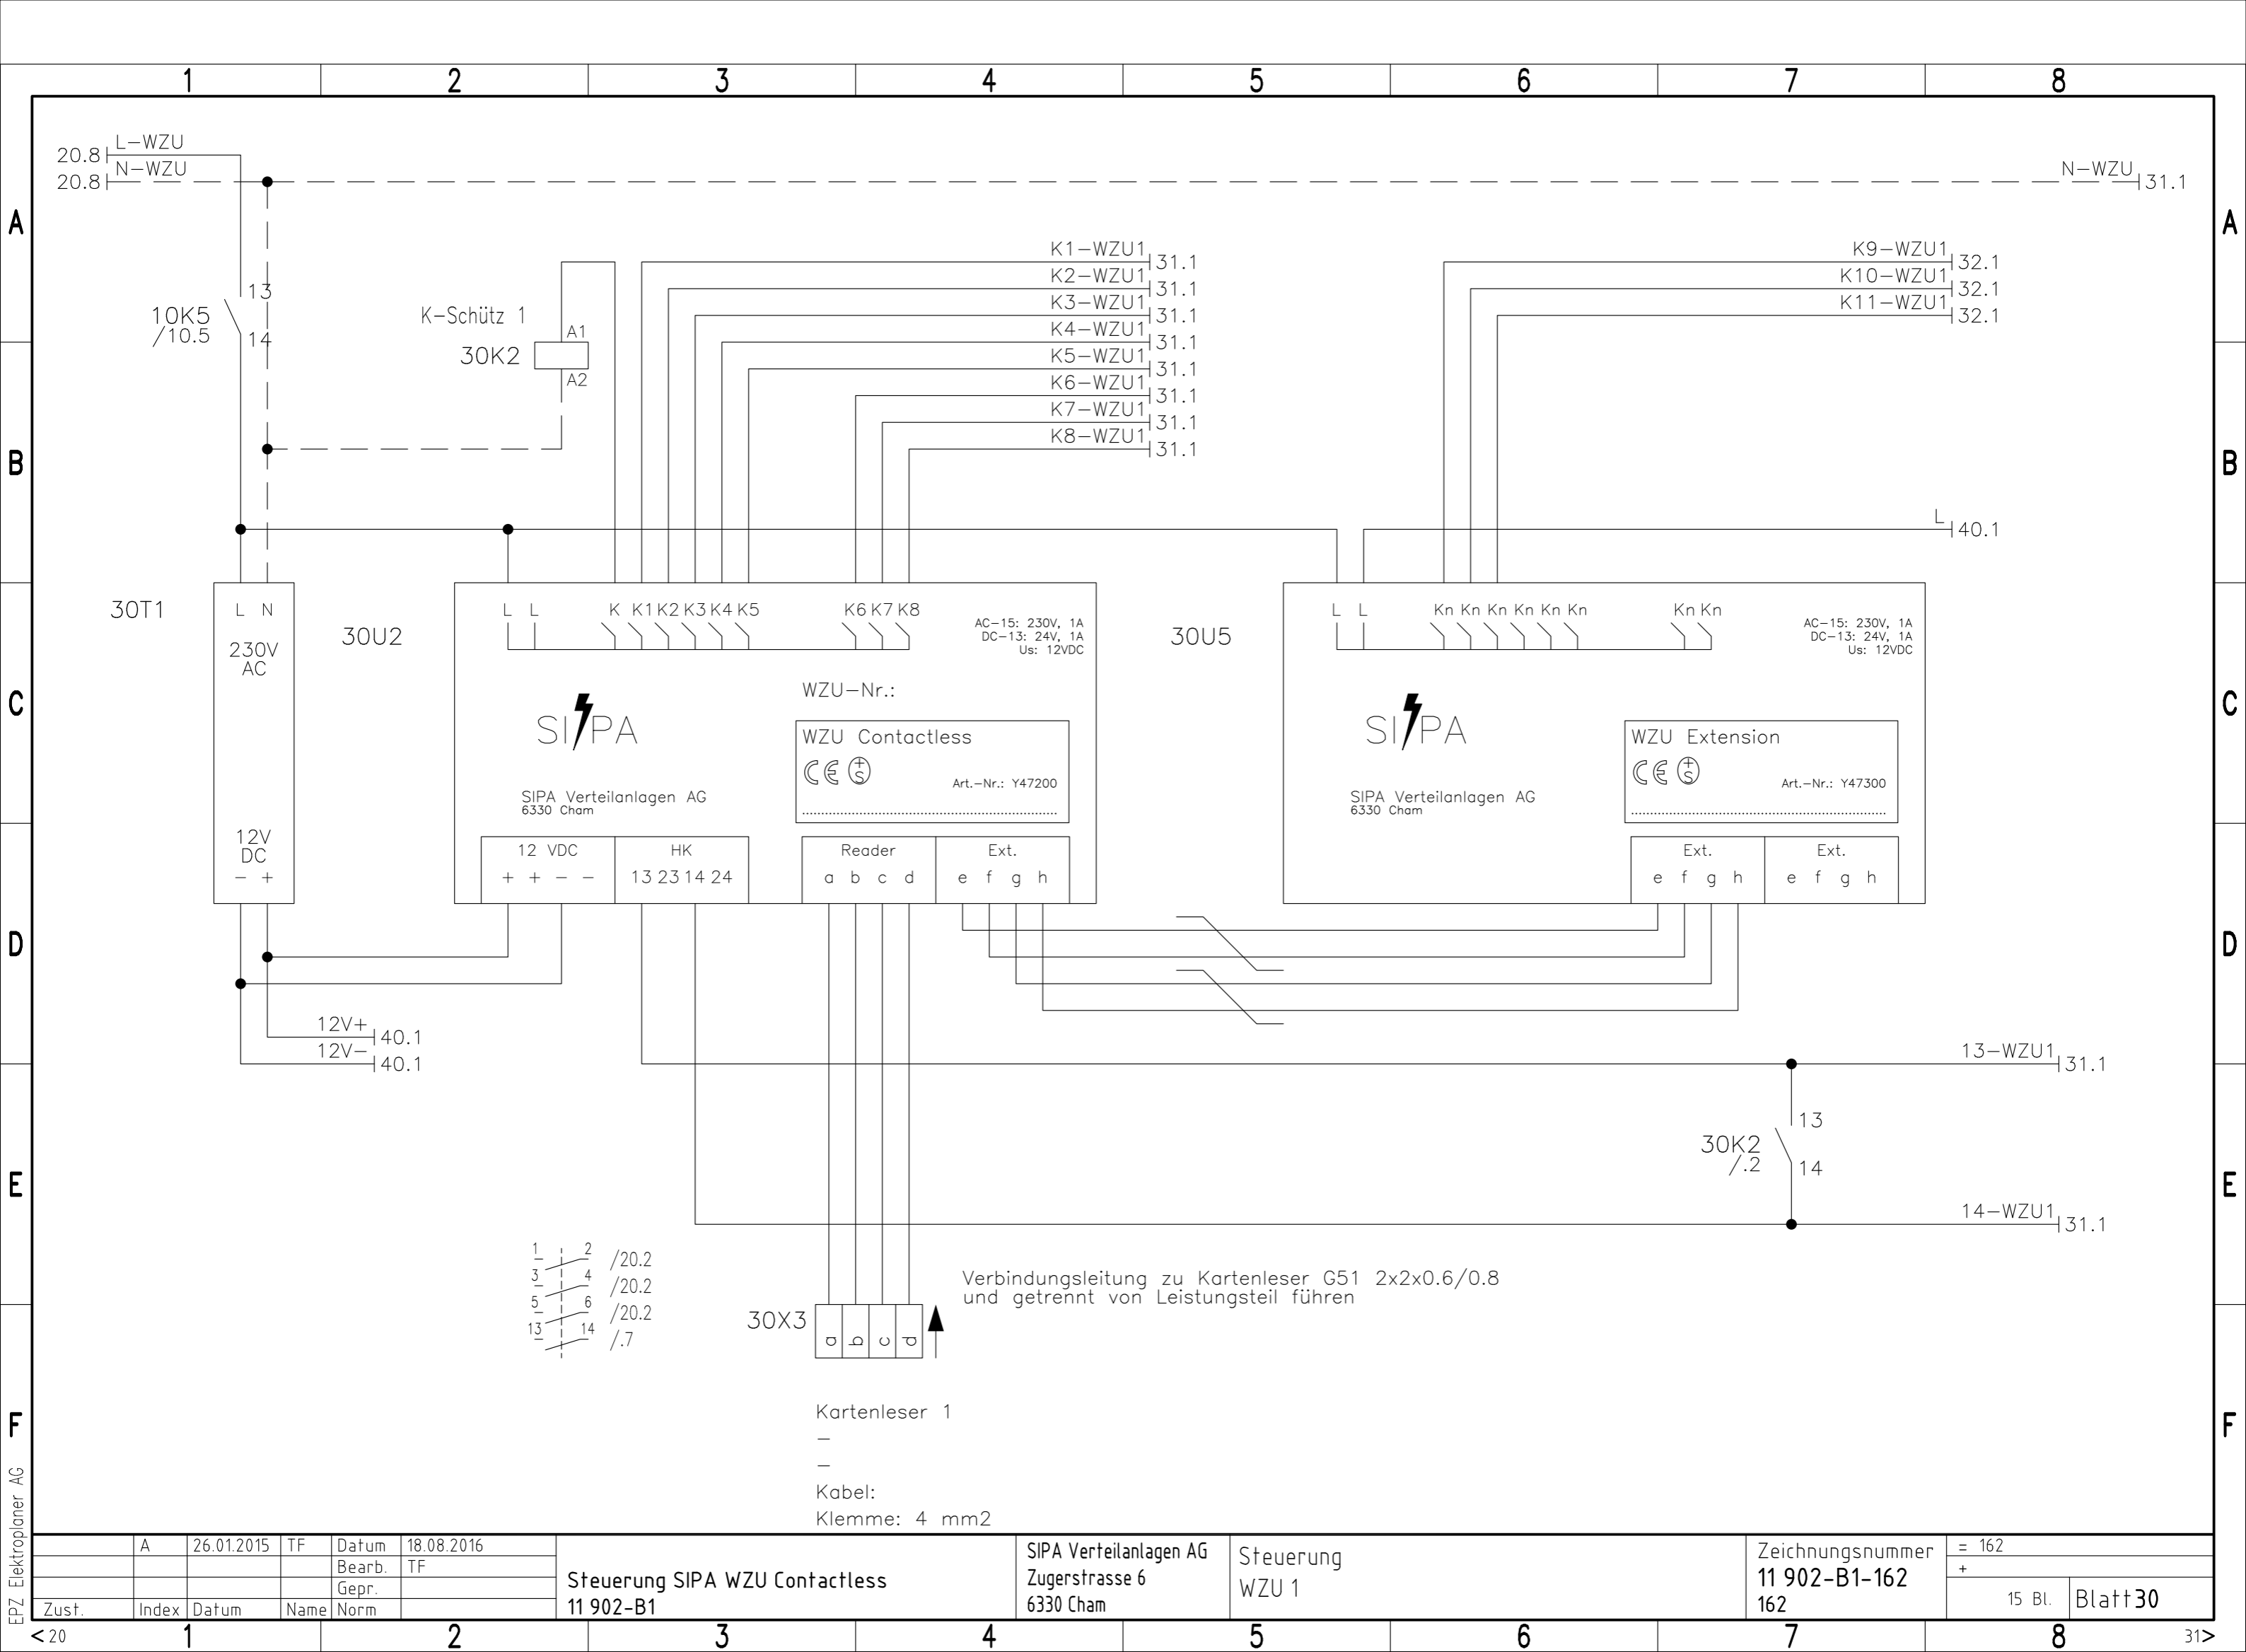 1 2 3 4 5 6 7 8
20.8 L-WZU
20.8 N-WZU
N-WZU 31.1
A A
K1-WZU1 31.1
K2-WZU1 31.1
K3-WZU1 31.1
K4-WZU1 31.1
K5-WZU1 31.1
K6-WZU1 31.1
K7-WZU1 31.1
K8-WZU1 31.1
K9-WZU1 32.1
K10-WZU1 32.1
K11-WZU1 32.1
13
10K5
/10.5
14
K-Schütz 1
A1
30K2
A2
B B
L 40.1
30T1
L N
230V
AC
12V
DC
- +
30U2
L L K K1 K2 K3 K4 K5 K6 K7 K8
AC-15: 230V, 1A
DC-13: 24V, 1A
Us: 12VDC
WZU-Nr.:
SIPA
WZU Contactless
CE +S
Art.-Nr.: Y47200
SIPA Verteilanlagen AG
6330 Cham
12 VDC HK Reader Ext.
+ + - - 13 23 14 24 a b c d e f g h
30U5
L L Kn Kn Kn Kn Kn Kn Kn Kn
AC-15: 230V, 1A
DC-13: 24V, 1A
Us: 12VDC
SIPA
WZU Extension
CE +S
Art.-Nr.: Y47300
SIPA Verteilanlagen AG
6330 Cham
Ext. Ext.
e f g h e f g h
C C
D D
12V+ 40.1
12V- 40.1
13-WZU1 31.1
13
30K2
/.2
14
14-WZU1 31.1
E E
1 2 /20.2
3 4 /20.2
5 6 /20.2
13 14 /.7
Verbindungsleitung zu Kartenleser G51 2x2x0.6/0.8
und getrennt von Leistungsteil führen
30X3
a b c d
Kartenleser 1
-
-
Kabel:
Klemme: 4 mm2
F F
EPZ Elektroplaner AG
A 26.01.2015 TF Datum 18.08.2016
Bearb. TF
Gepr.
Zust. Index Datum Name Norm
Steuerung SIPA WZU Contactless
11 902-B1
SIPA Verteilanlagen AG
Zugerstrasse 6
6330 Cham
Steuerung
WZU 1
Zeichnungsnummer
11 902-B1-162
162
= 162
+
15 Bl. Blatt 30
<20 1 2 3 4 5 6 7 8 31>